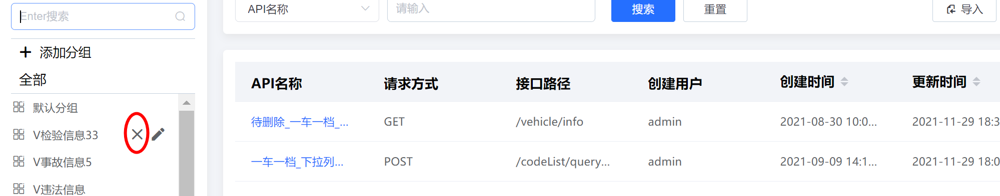 Enter搜索
添加分组
全部
默认分组
V检验信息33
V事故信息5
V违法信息
API名称 请输入 搜索 重置 导入
API名称 请求方式 接口路径 创建用户 创建时间 更新时间
待删除_一车一档_... GET /vehicle/info admin 2021-08-30 10:0... 2021-11-29 18:3
一车一档_下拉列... POST /codeList/query... admin 2021-09-09 14:1... 2021-11-29 18:0